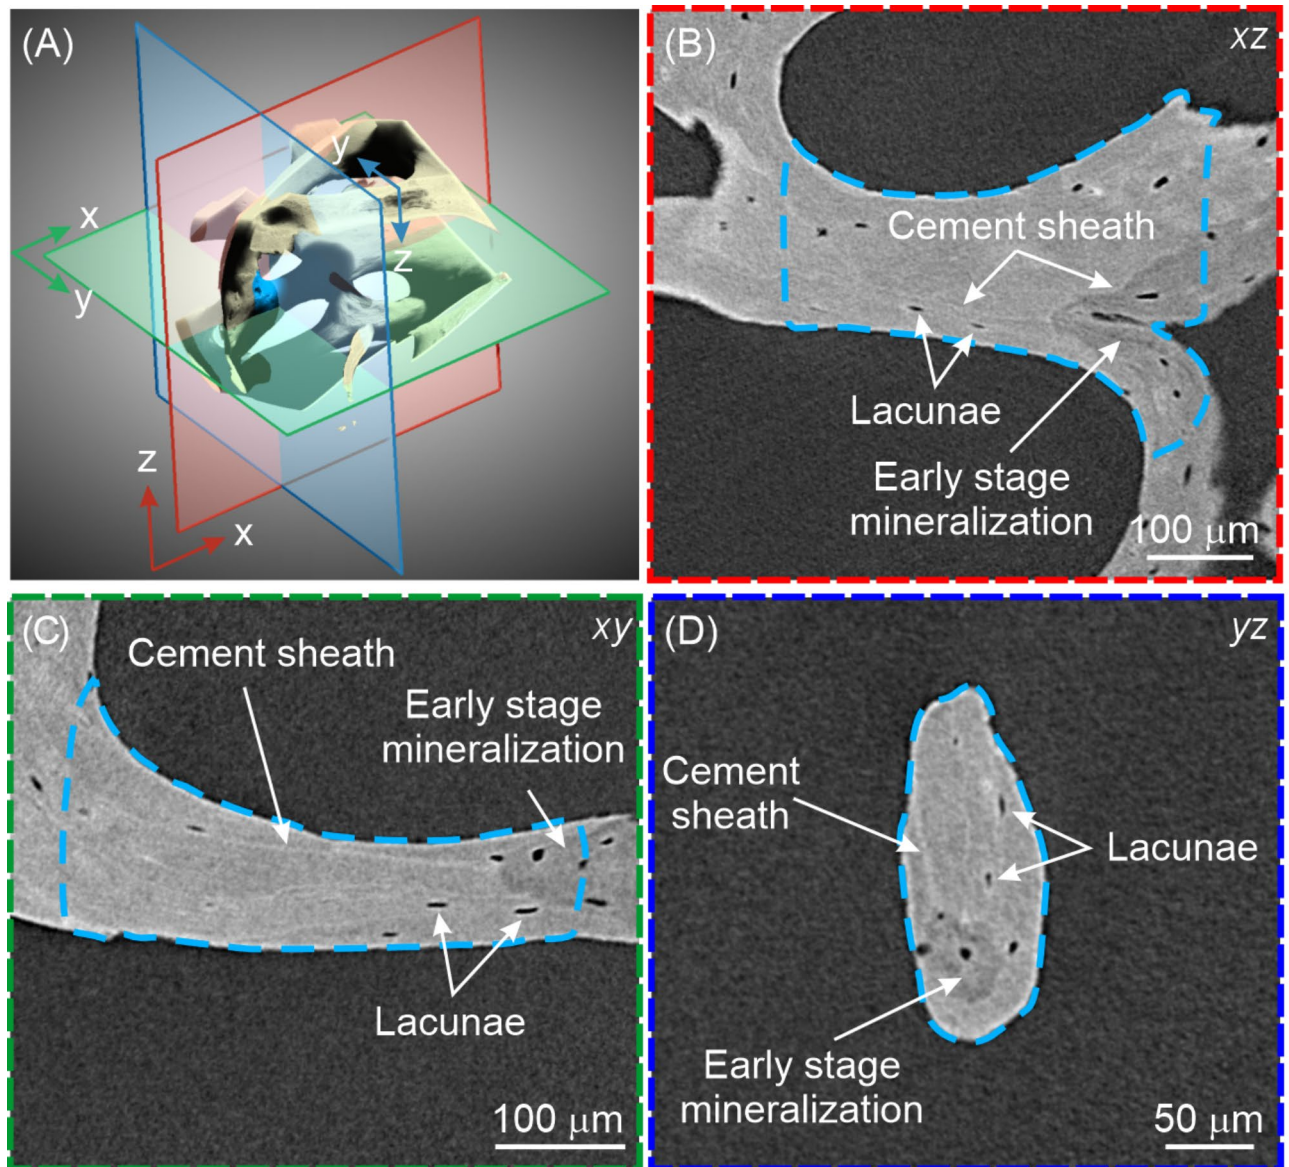 (A)
y
x
z
y
z
x
(B)
xz
Cement sheath
Lacunae
Early stage
mineralization
100 μm
(C)
xy
Cement sheath
Early stage
mineralization
Lacunae
100 μm
(D)
yz
Cement
sheath
Lacunae
Early stage
mineralization
50 μm